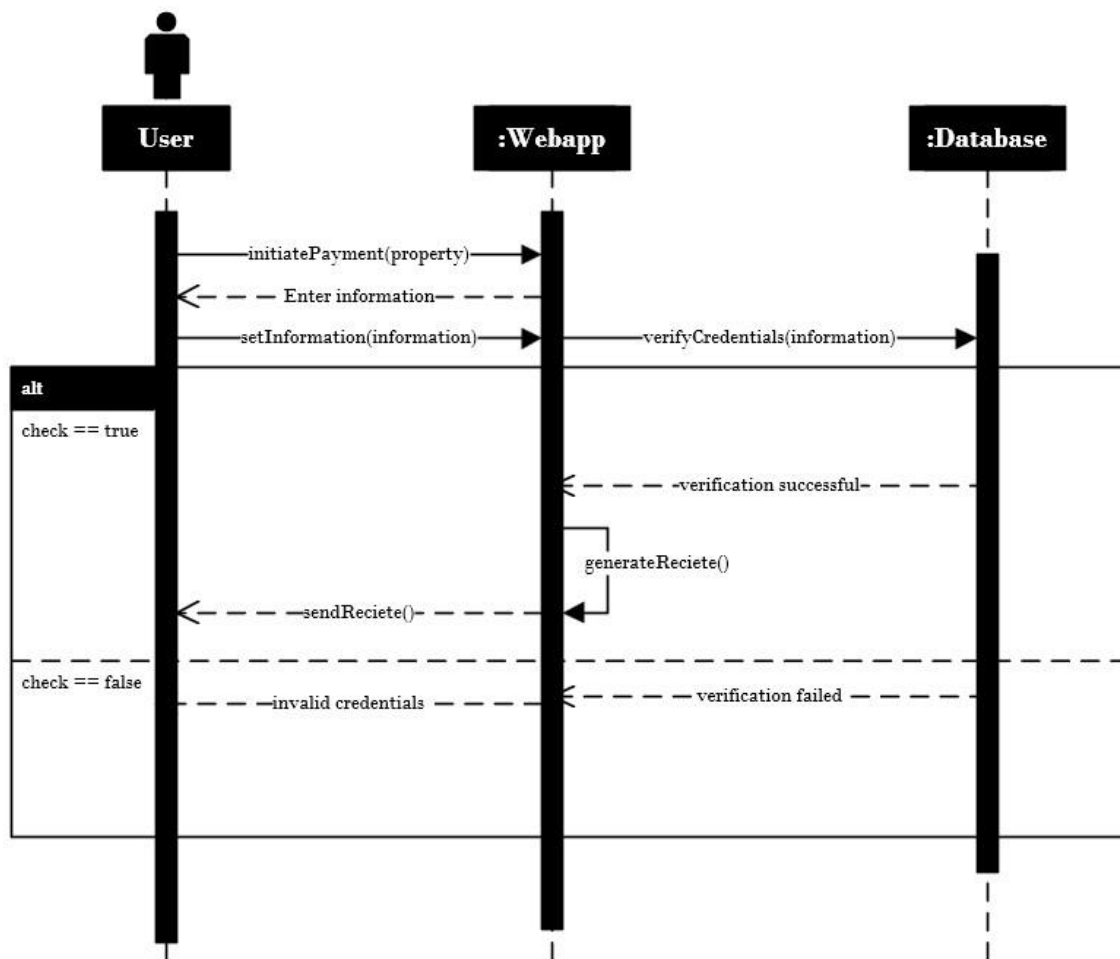 User
:Webapp
:Database
initiatePayment(property)
Enter information
setInformation(information)
verifyCredentials(information)
alt
check == true
verification successful
generateReciete()
sendReciete()
check == false
verification failed
invalid credentials